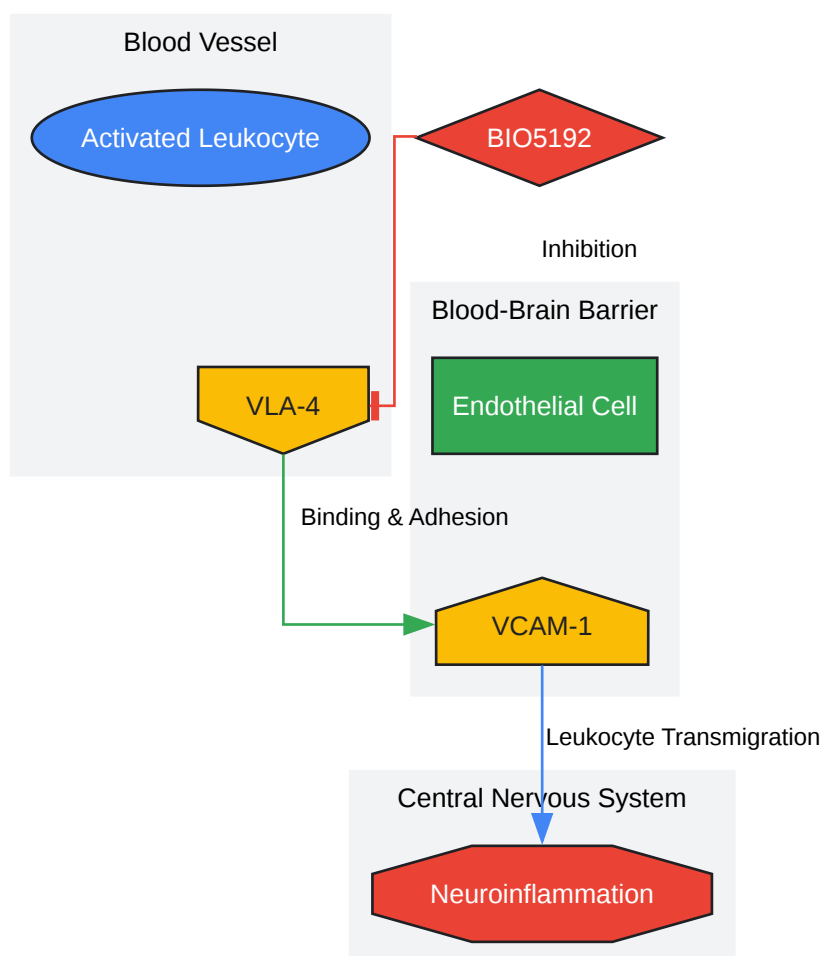 Blood Vessel
Activated Leukocyte
BIO5192
Inhibition
Blood-Brain Barrier
VLA-4
Endothelial Cell
Binding & Adhesion
VCAM-1
Leukocyte Transmigration
Central Nervous System
Neuroinflammation